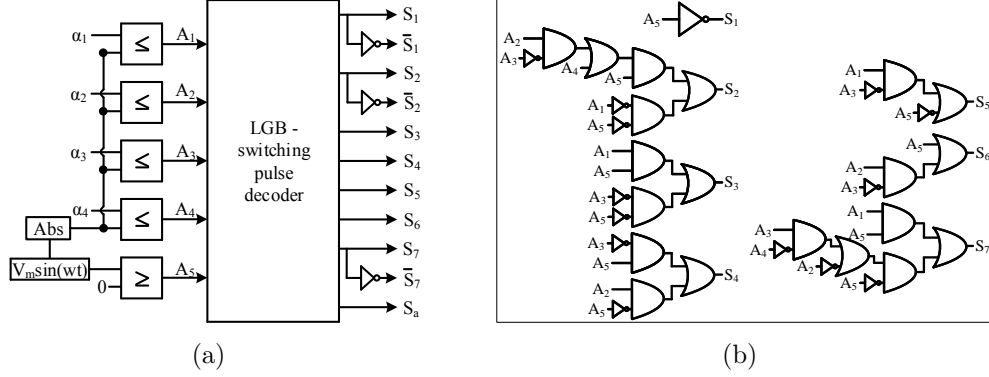 α1
≤
A1
α2
≤
A2
α3
≤
A3
α4
≤
A4
Abs
Vmsin(wt)
0
≥
A5
LGB -
switching
pulse
decoder
S1
S̅1
S2
S̅2
S3
S4
S5
S6
S7
S̅7
Sa
(a)
A5
S1
A2
A3
A4
A5
S2
A1
A5
A1
A5
S3
A3
A5
A3
A5
S4
A2
A5
A1
A3
A5
S5
A5
A2
A3
S6
A1
A5
A3
A4
A2
A5
S7
(b)